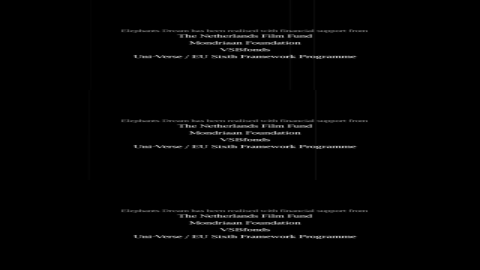 Elephants Dream has been realised with financial support from
The Netherlands Film Fund
Mondriaan Foundation
VSBfonds
Uni-Verse / EU Sixth Framework Programme
Elephants Dream has been realised with financial support from
The Netherlands Film Fund
Mondriaan Foundation
VSBfonds
Uni-Verse / EU Sixth Framework Programme
Elephants Dream has been realised with financial support from
The Netherlands Film Fund
Mondriaan Foundation
VSBfonds
Uni-Verse / EU Sixth Framework Programme